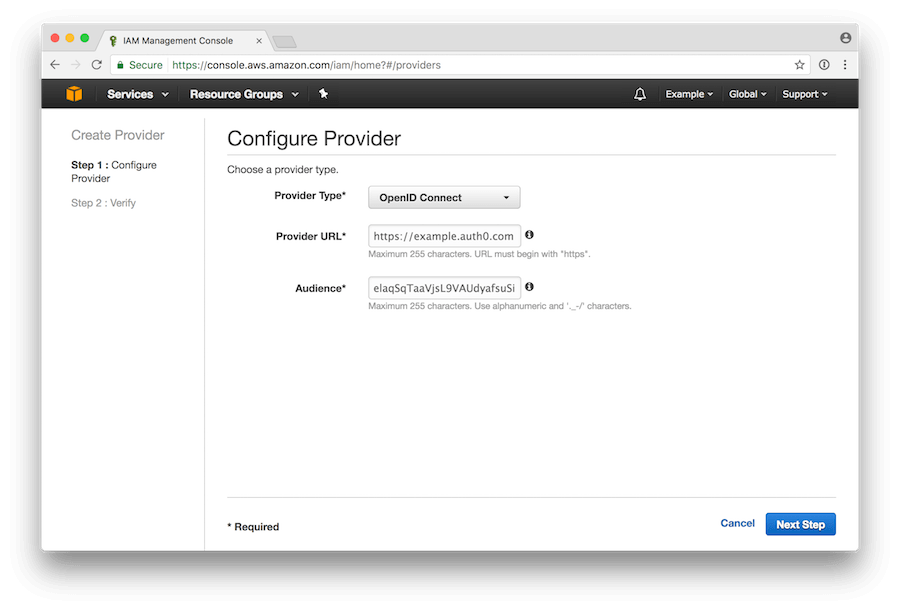 IAM Management Console
Secure https://console.aws.amazon.com/iam/home?#/providers
Services Resource Groups Example Global Support
Create Provider
Step 1 : Configure
Provider
Step 2 : Verify
Configure Provider
Choose a provider type.
Provider Type* OpenID Connect
Provider URL* https://example.auth0.com
Maximum 255 characters. URL must begin with "https".
Audience* elaqSqTaaVjsL9VAUdyafsuSi
Maximum 255 characters. Use alphanumeric and '._-/' characters.
* Required
Cancel Next Step